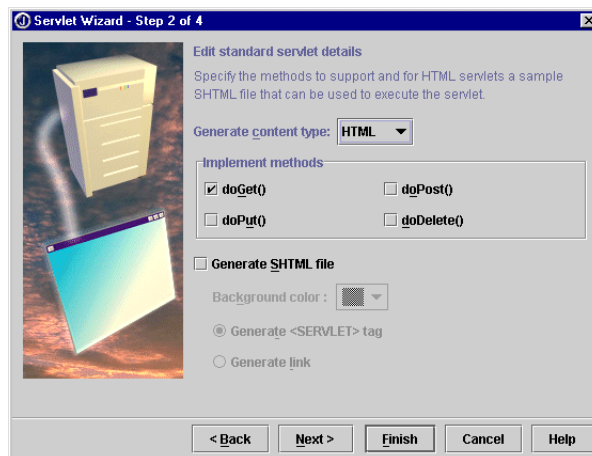 Servlet Wizard - Step 2 of 4
Edit standard servlet details
Specify the methods to support and for HTML servlets a sample
SHTML file that can be used to execute the servlet.
Generate content type: HTML
Implement methods
doGet() doPost()
doPut() doDelete()
Generate SHTML file
Background color :
Generate <SERVLET> tag
Generate link
< Back Next > Finish Cancel Help